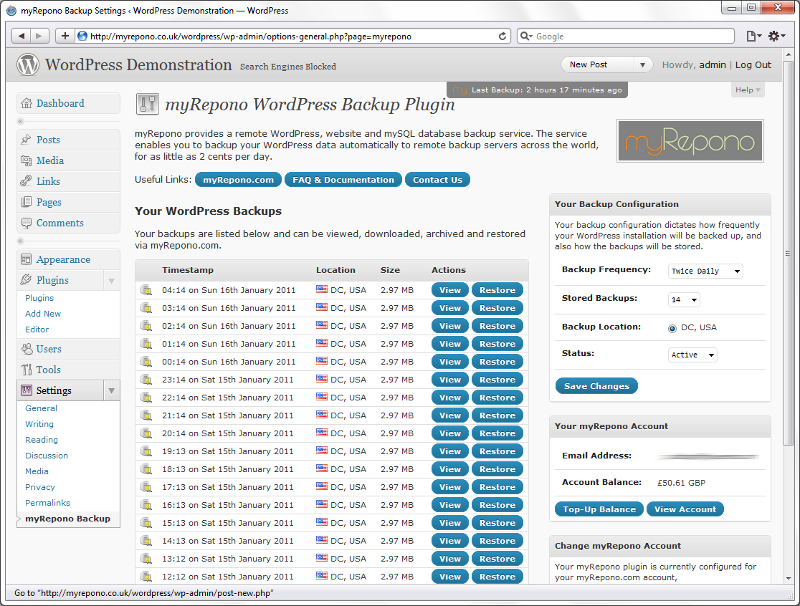 myRepono Backup Settings ‹ WordPress Demonstration — WordPress
http://myrepono.co.uk/wordpress/wp-admin/options-general.php?page=myrepono
Google
WordPress Demonstration Search Engines Blocked
New Post
Howdy, admin | Log Out
my Last Backup: 2 hours 17 minutes ago
Help
Dashboard
Posts
Media
Links
Pages
Comments
Appearance
Plugins
Plugins
Add New
Editor
Users
Tools
Settings
General
Writing
Reading
Discussion
Media
Privacy
Permalinks
myRepono Backup
myRepono WordPress Backup Plugin
myRepono provides a remote WordPress, website and mySQL database backup service. The service
enables you to backup your WordPress data automatically to remote backup servers across the world,
for as little as 2 cents per day.
myRepono
Useful Links: myRepono.com FAQ & Documentation Contact Us
Your WordPress Backups
Your backups are listed below and can be viewed, downloaded, archived and restored
via myRepono.com.
Timestamp Location Size Actions
04:14 on Sun 16th January 2011 DC, USA 2.97 MB View Restore
03:14 on Sun 16th January 2011 DC, USA 2.97 MB View Restore
02:14 on Sun 16th January 2011 DC, USA 2.97 MB View Restore
01:14 on Sun 16th January 2011 DC, USA 2.97 MB View Restore
00:14 on Sun 16th January 2011 DC, USA 2.97 MB View Restore
23:14 on Sat 15th January 2011 DC, USA 2.97 MB View Restore
22:14 on Sat 15th January 2011 DC, USA 2.97 MB View Restore
21:14 on Sat 15th January 2011 DC, USA 2.97 MB View Restore
20:14 on Sat 15th January 2011 DC, USA 2.97 MB View Restore
19:13 on Sat 15th January 2011 DC, USA 2.97 MB View Restore
18:13 on Sat 15th January 2011 DC, USA 2.97 MB View Restore
17:13 on Sat 15th January 2011 DC, USA 2.97 MB View Restore
16:13 on Sat 15th January 2011 DC, USA 2.97 MB View Restore
15:13 on Sat 15th January 2011 DC, USA 2.97 MB View Restore
14:13 on Sat 15th January 2011 DC, USA 2.97 MB View Restore
13:12 on Sat 15th January 2011 DC, USA 2.97 MB View Restore
12:12 on Sat 15th January 2011 DC, USA 2.97 MB View Restore
Your Backup Configuration
Your backup configuration dictates how frequently
your WordPress installation will be backed up, and
also how the backups will be stored.
Backup Frequency: Twice Daily
Stored Backups: 14
Backup Location: DC, USA
Status: Active
Save Changes
Your myRepono Account
Email Address:
Account Balance: £50.61 GBP
Top-Up Balance View Account
Change myRepono Account
Your myRepono plugin is currently configured for
your myRepono.com account,
Go to "http://myrepono.co.uk/wordpress/wp-admin/post-new.php"